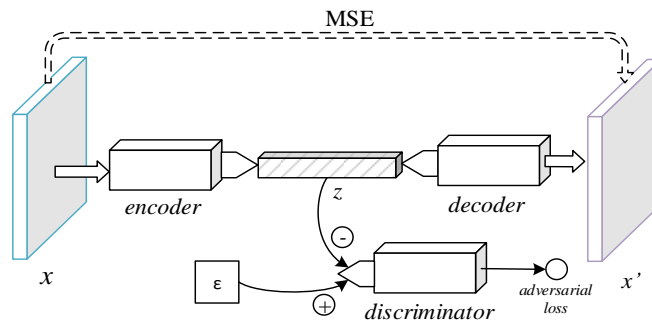 MSE
encoder
z
decoder
x
-
ε
+
discriminator
adversarial
loss
x'